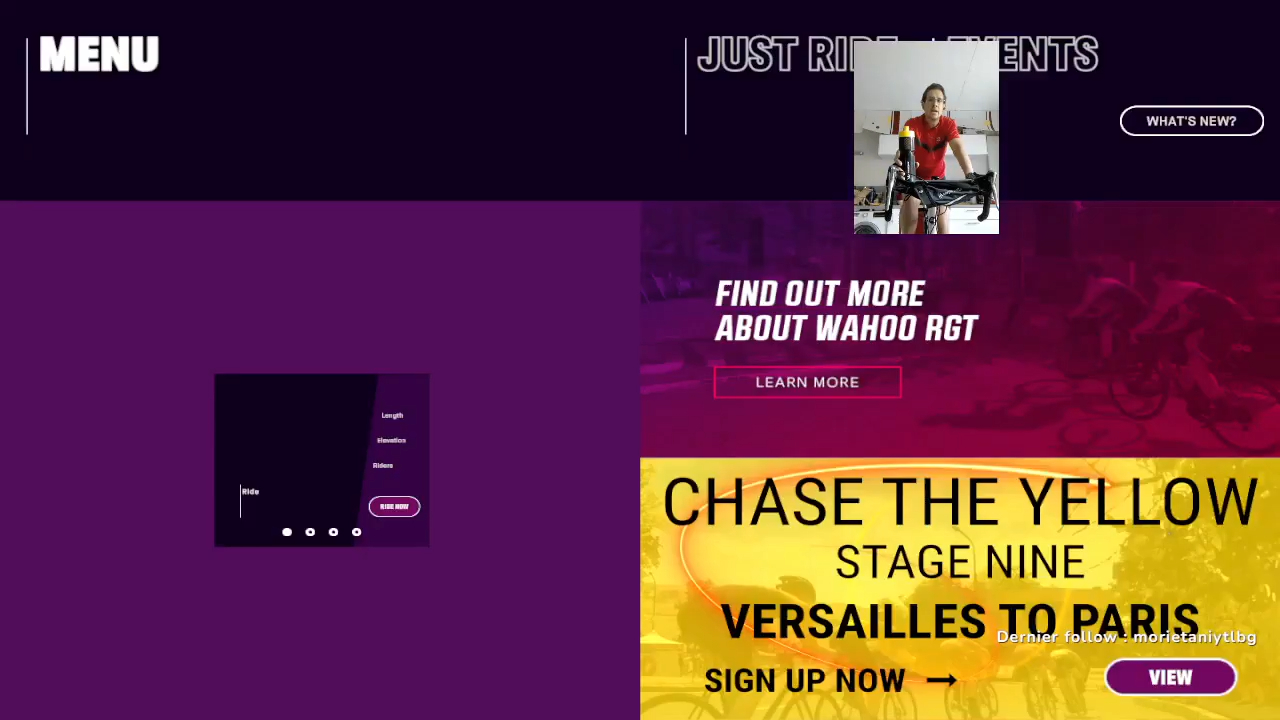 MENU
JUST RIDE EVENTS
WHAT'S NEW?
FIND OUT MORE
ABOUT WAHOO RGT
LEARN MORE
Length
Elevation
Riders
Ride
RIDE NOW
CHASE THE YELLOW
STAGE NINE
VERSAILLES TO PARIS
Dernier follow : morietaniytlbg
SIGN UP NOW →
VIEW